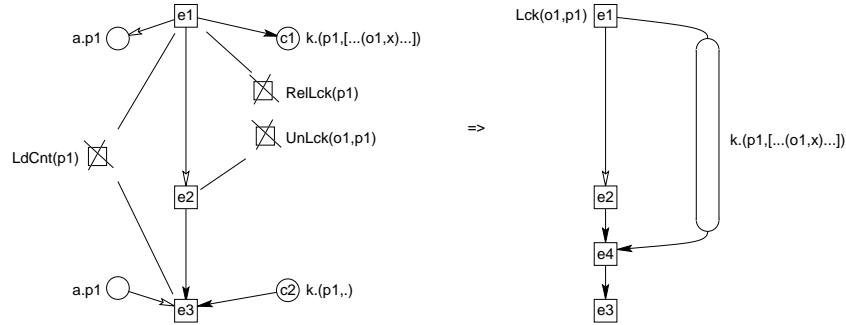 e1
a.p1
c1
k.(p1,[...(o1,x)...])
RelLck(p1)
UnLck(o1,p1)
LdCnt(p1)
e2
a.p1
c2
k.(p1,.)
e3
=>
Lck(o1,p1)
e1
k.(p1,[...(o1,x)...])
e2
e4
e3